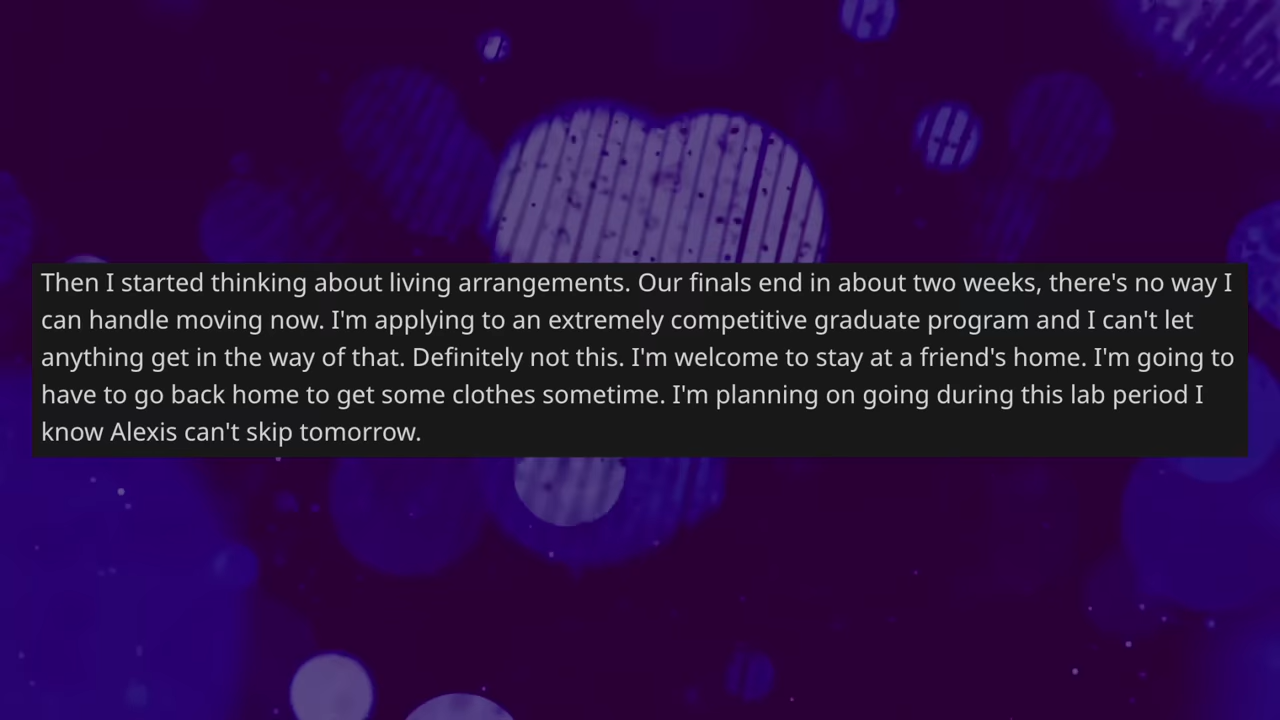 Then I started thinking about living arrangements. Our finals end in about two weeks, there's no way I
can handle moving now. I'm applying to an extremely competitive graduate program and I can't let
anything get in the way of that. Definitely not this. I'm welcome to stay at a friend's home. I'm going to
have to go back home to get some clothes sometime. I'm planning on going during this lab period I
know Alexis can't skip tomorrow.